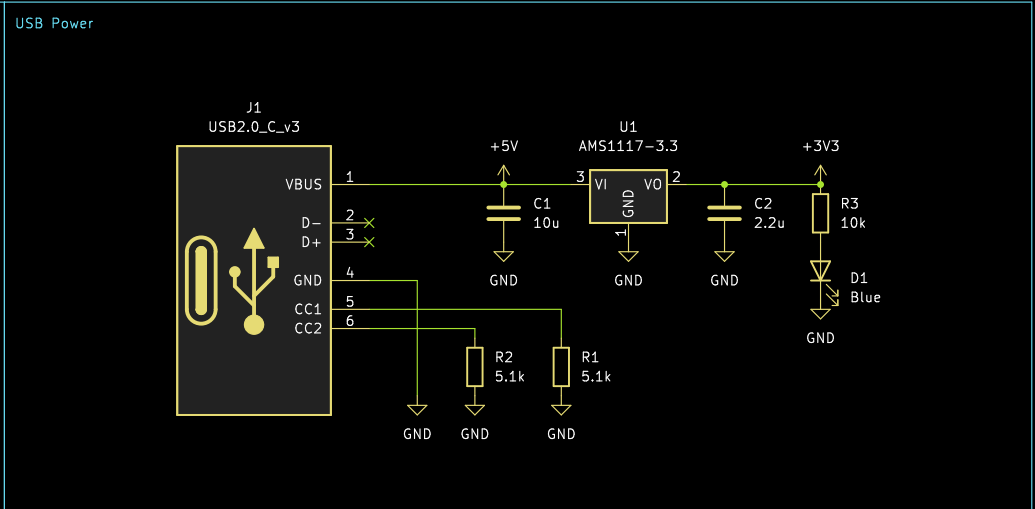 USB Power
J1
USB2.0_C_v3
VBUS 1
D- 2
D+ 3
GND 4
CC1 5
CC2 6
+5V
C1
10u
GND
U1
AMS1117-3.3
3 VI VO 2
GND
1
GND
C2
2.2u
GND
+3V3
R3
10k
D1
Blue
GND
R2
5.1k
R1
5.1k
GND
GND
GND